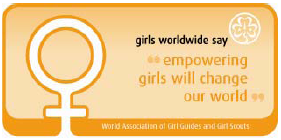 girls worldwide say
"empowering
girls will change
our world"
World Association of Girl Guides and Girl Scouts